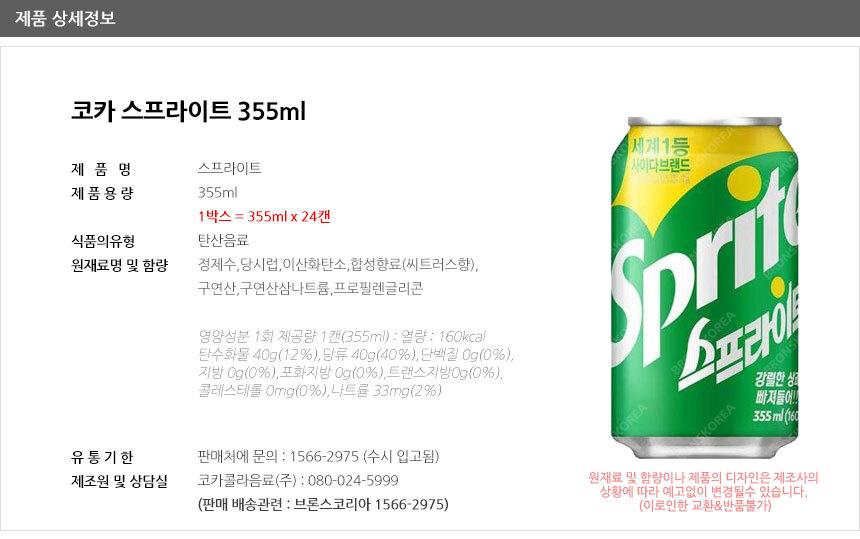 제품 상세정보
코카 스프라이트 355ml
제 품 명 스프라이트
제 품 용 량 355ml
1박스 = 355ml x 24캔
식품의유형 탄산음료
원재료명 및 함량 정제수,당시럽,이산화탄소,합성향료(씨트러스향),
구연산,구연산삼나트륨,프로필렌글리콘
영양성분 1회 제공량 1캔(355ml) : 열량 : 160kcal
탄수화물 40g(12%),당류 40g(40%),단백질 0g(0%),
지방 0g(0%),포화지방 0g(0%),트랜스지방0g(0%),
콜레스테롤 0mg(0%),나트륨 33mg(2%)
유 통 기 한 판매처에 문의 : 1566-2975 (수시 입고됨)
제조원 및 상담실 코카콜라음료(주) : 080-024-5999
(판매 배송관련 : 브론스코리아 1566-2975)
세계1등
사이다브랜드
Sprite
스프라이트
강렬한 상쾌
빠져들어!!
355 ml (160
원재료 및 함량이나 제품의 디자인은 제조사의
상황에 따라 예고없이 변경될수 있습니다.
(이로인한 교환&반품불가)